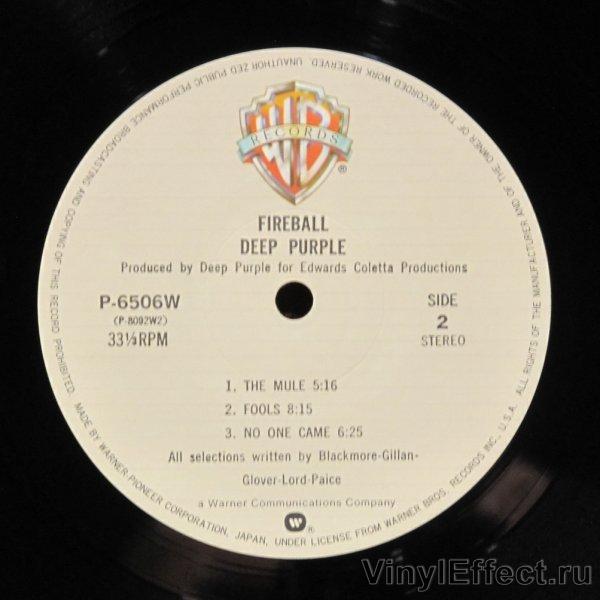 ALL RIGHTS OF THE MANUFACTURER AND OF THE OWNER OF THE RECORDED WORK RESERVED. UNAUTHORIZED PUBLIC PERFORMANCE BROADCASTING AND COPYING OF THIS RECORD PROHIBITED.
WB
RECORDS
®
FIREBALL
DEEP PURPLE
Produced by Deep Purple for Edwards Coletta Productions
P-6506W
(P-8092W2)
33⅓RPM
SIDE
2
STEREO
1. THE MULE 5:16
2. FOOLS 8:15
3. NO ONE CAME 6:25
All selections written by Blackmore-Gillan-
Glover-Lord-Paice
a Warner Communications Company
W®
MADE BY WARNER-PIONEER CORPORATION, JAPAN, UNDER LICENSE FROM WARNER BROS. RECORDS INC., U.S.A.
VinylEffect.ru